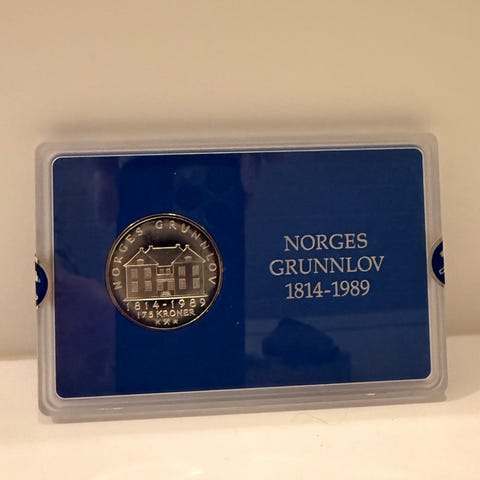 NORGES GRUNNLOV
1814-1989
175 KRONER
K K
NORGES
GRUNNLOV
1814-1989